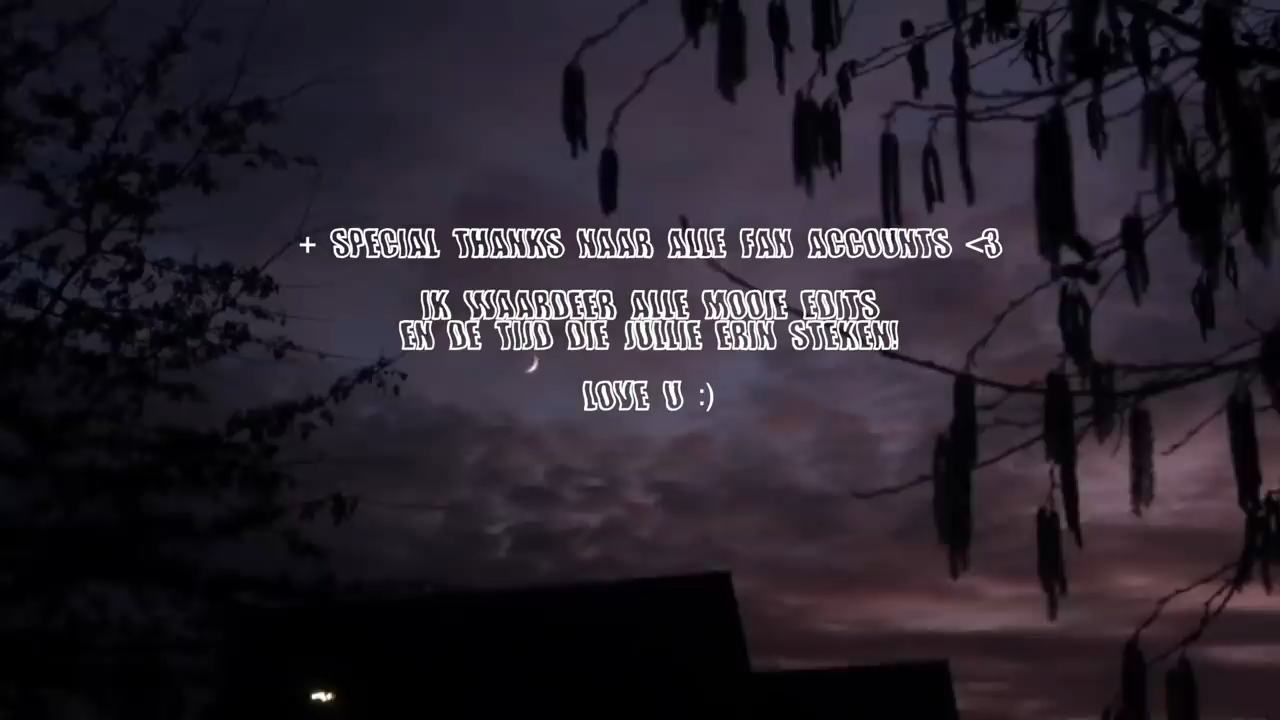 + SPECIAL THANKS NAAR ALLE FAN ACCOUNTS <3
IK WAARDEER ALLE MOOIE EDITS
EN DE TIJD DIE JULLIE ERIN STEKEN!
LOVE U :)